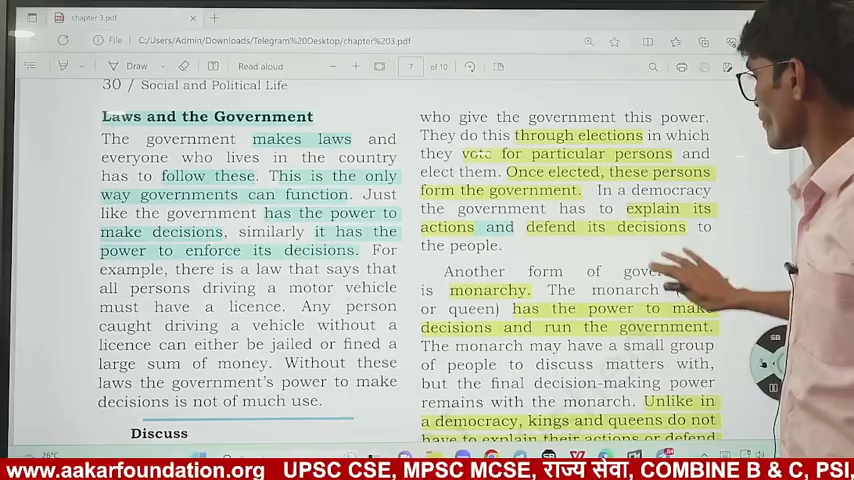 chapter 3.pdf
File
C:/Users/Admin/Downloads/Telegram%20Desktop/chapter%203.pdf
Draw
Read aloud
7
of 10
30 / Social and Political Life
Laws and the Government
The government makes laws and
everyone who lives in the country
has to follow these. This is the only
way governments can function. Just
like the government has the power to
make decisions, similarly it has the
power to enforce its decisions. For
example, there is a law that says that
all persons driving a motor vehicle
must have a licence. Any person
caught driving a vehicle without a
licence can either be jailed or fined a
large sum of money. Without these
laws the government's power to make
decisions is not of much use.
Discuss
who give the government this power.
They do this through elections in which
they vote for particular persons and
elect them. Once elected, these persons
form the government. In a democracy
the government has to explain its
actions and defend its decisions to
the people.
Another form of
is monarchy. The monarch
or queen) has the power to make
decisions and run the government.
The monarch may have a small group
of people to discuss matters with,
but the final decision-making power
remains with the monarch. Unlike in
a democracy, kings and queens do not
have to explain their actions or defend
SB
26°C
www.aakarfoundation.org UPSC CSE, MPSC MCSE, राज्य सेवा, COMBINE B & C, PSI,